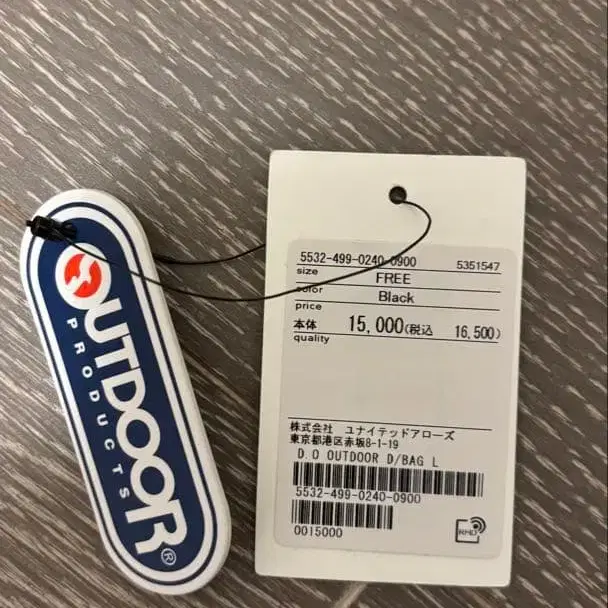 OUTDOOR
PRODUCTS
®
5532-499-0240-0900
5351547
size
FREE
color
Black
price
本体 15,000(税込 16,500)
quality
株式会社 ユナイテッドアローズ
東京都港区赤坂8-1-19
D.O OUTDOOR D/BAG L
5532-499-0240-0900
0015000